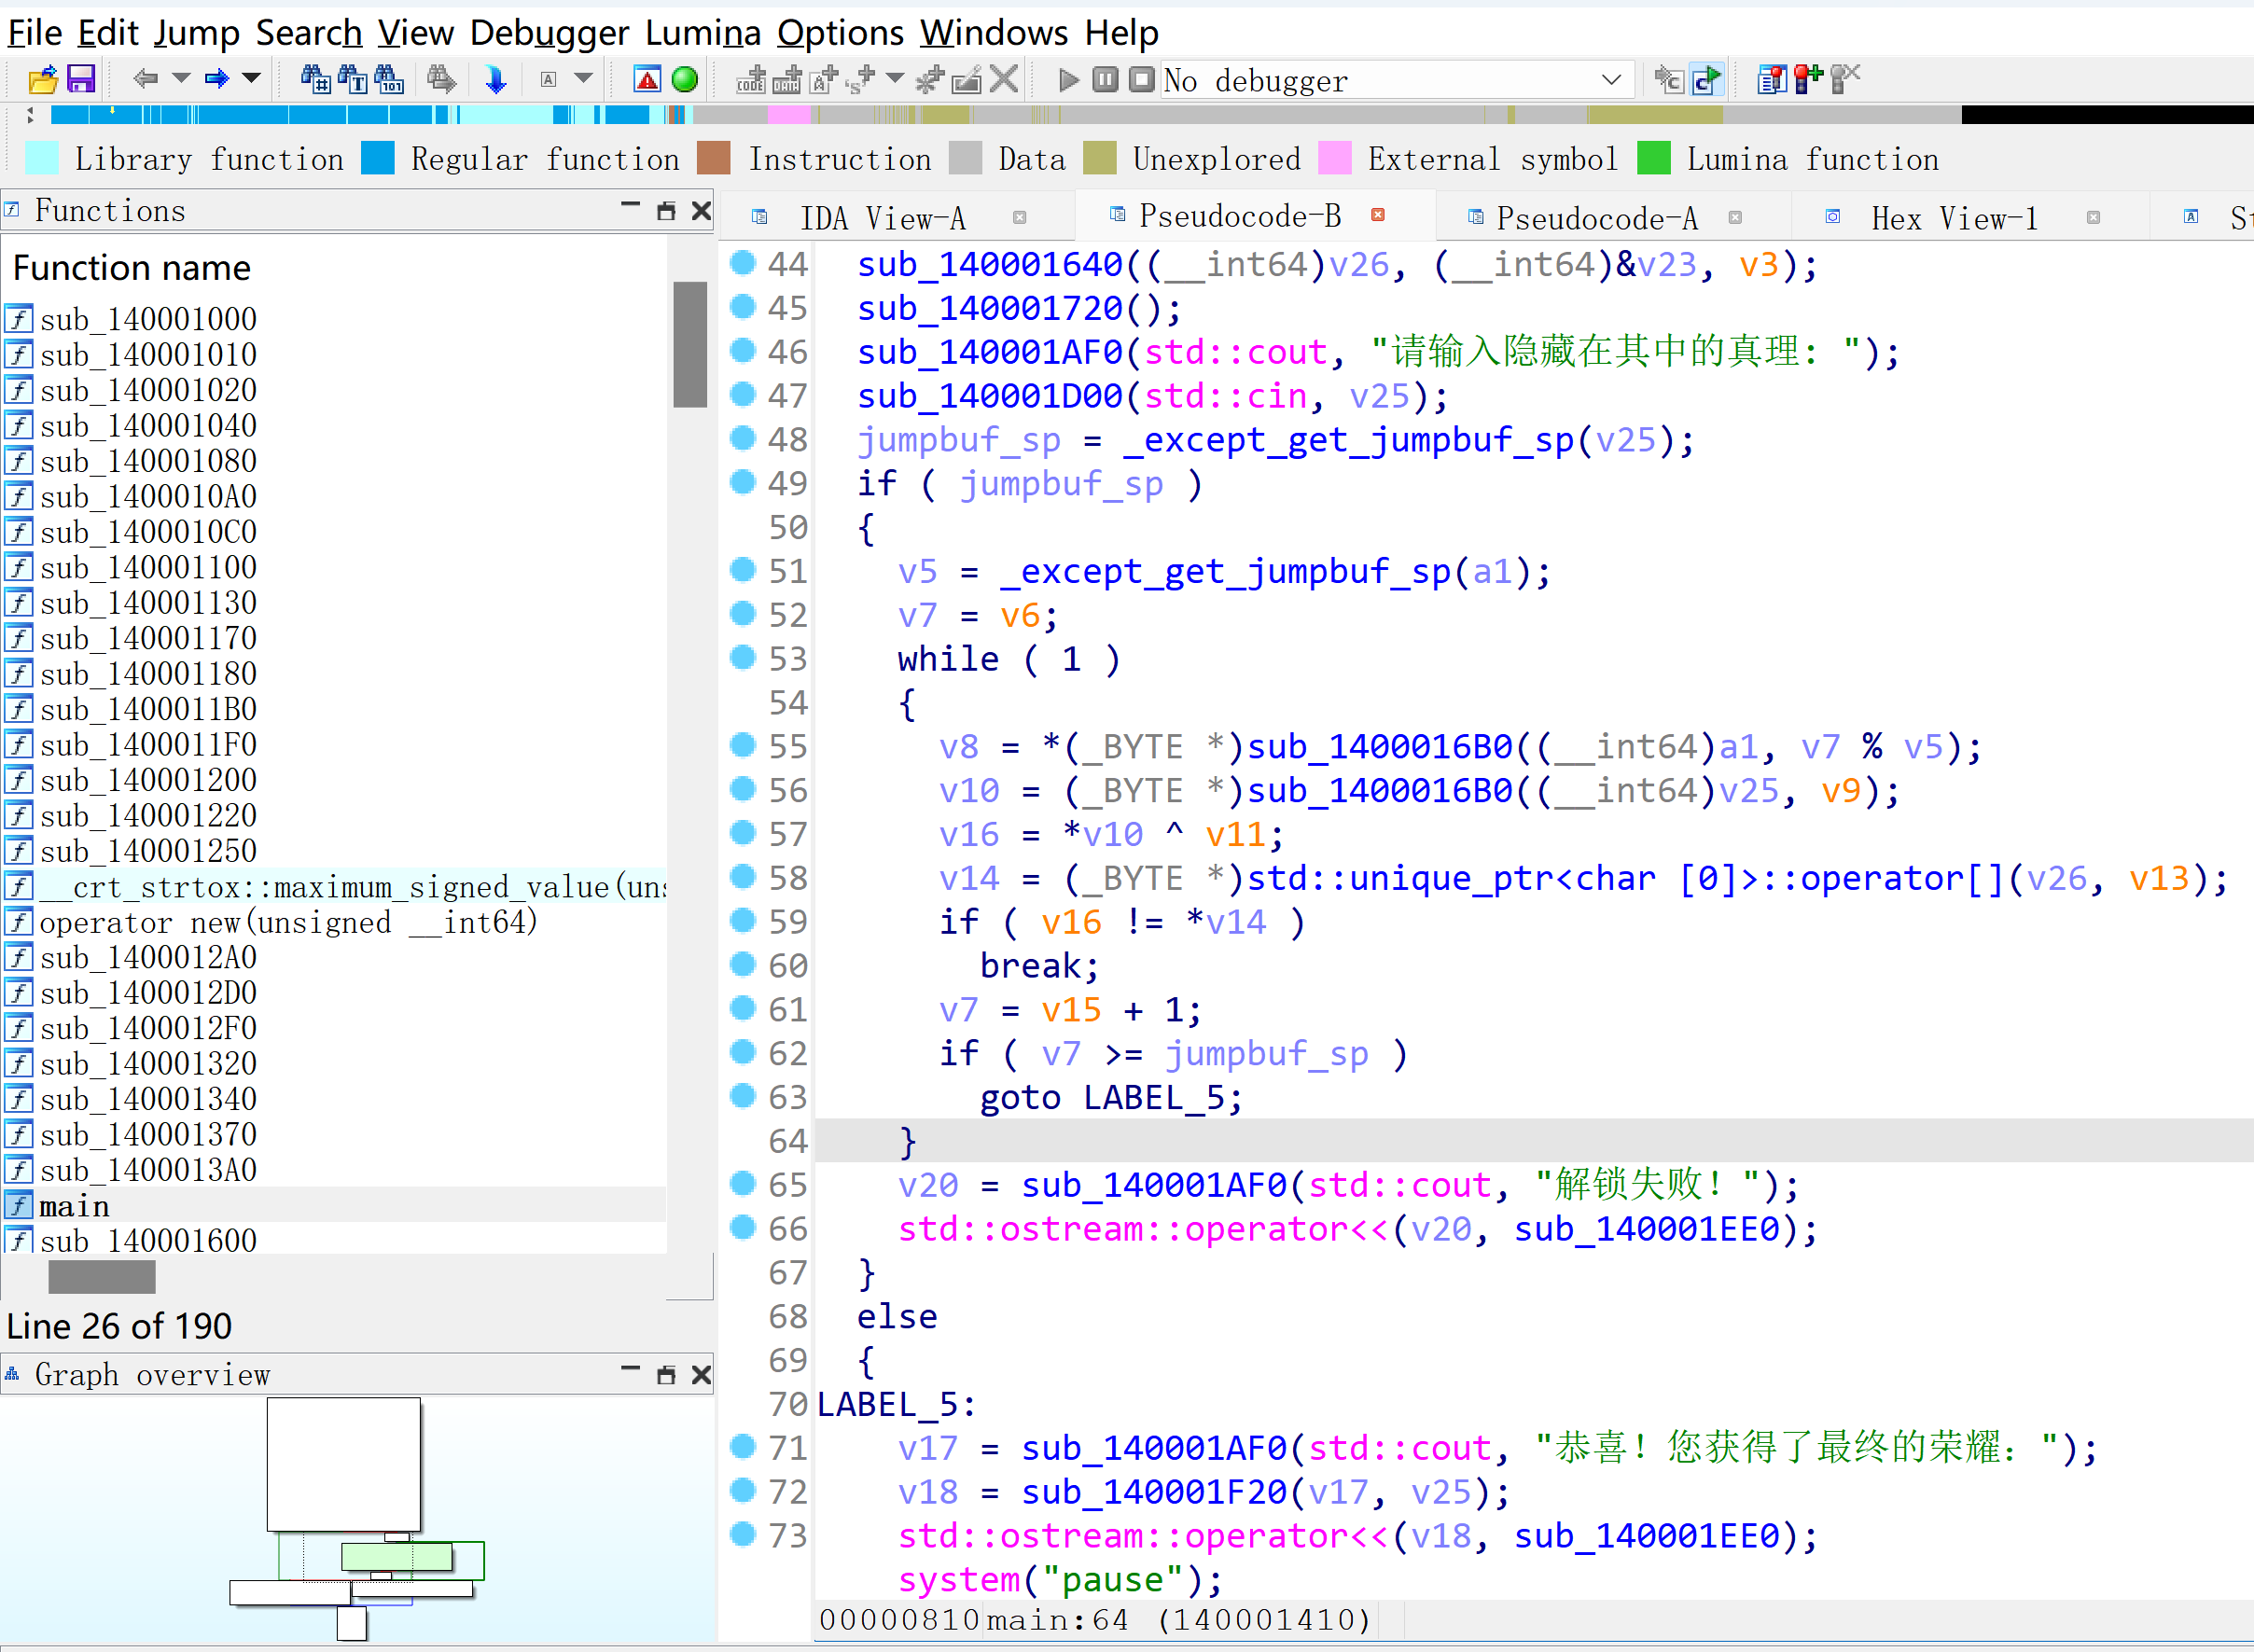 File Edit Jump Search View Debugger Lumina Options Windows Help
No debugger
Library function Regular function Instruction Data Unexplored External symbol Lumina function
Functions
Function name
sub_140001000
sub_140001010
sub_140001020
sub_140001040
sub_140001080
sub_1400010A0
sub_1400010C0
sub_140001100
sub_140001130
sub_140001170
sub_140001180
sub_1400011B0
sub_1400011F0
sub_140001200
sub_140001220
sub_140001250
__crt_strtox::maximum_signed_value(uns
operator new(unsigned __int64)
sub_1400012A0
sub_1400012D0
sub_1400012F0
sub_140001320
sub_140001340
sub_140001370
sub_1400013A0
main
sub_140001600
Line 26 of 190
Graph overview
IDA View-A Pseudocode-B Pseudocode-A Hex View-1 St
44 sub_140001640((__int64)v26, (__int64)&v23, v3);
45 sub_140001720();
46 sub_140001AF0(std::cout, "请输入隐藏在其中的真理: ");
47 sub_140001D00(std::cin, v25);
48 jumpbuf_sp = _except_get_jumpbuf_sp(v25);
49 if ( jumpbuf_sp )
50 {
51 v5 = _except_get_jumpbuf_sp(a1);
52 v7 = v6;
53 while ( 1 )
54 {
55 v8 = *(_BYTE *)sub_1400016B0((__int64)a1, v7 % v5);
56 v10 = (_BYTE *)sub_1400016B0((__int64)v25, v9);
57 v16 = *v10 ^ v11;
58 v14 = (_BYTE *)std::unique_ptr<char [0]>::operator[](v26, v13);
59 if ( v16 != *v14 )
60 break;
61 v7 = v15 + 1;
62 if ( v7 >= jumpbuf_sp )
63 goto LABEL_5;
64 }
65 v20 = sub_140001AF0(std::cout, "解锁失败！");
66 std::ostream::operator<<(v20, sub_140001EE0);
67 }
68 else
69 {
70 LABEL_5:
71 v17 = sub_140001AF0(std::cout, "恭喜！您获得了最终的荣耀：");
72 v18 = sub_140001F20(v17, v25);
73 std::ostream::operator<<(v18, sub_140001EE0);
system("pause");
00000810 main:64 (140001410)